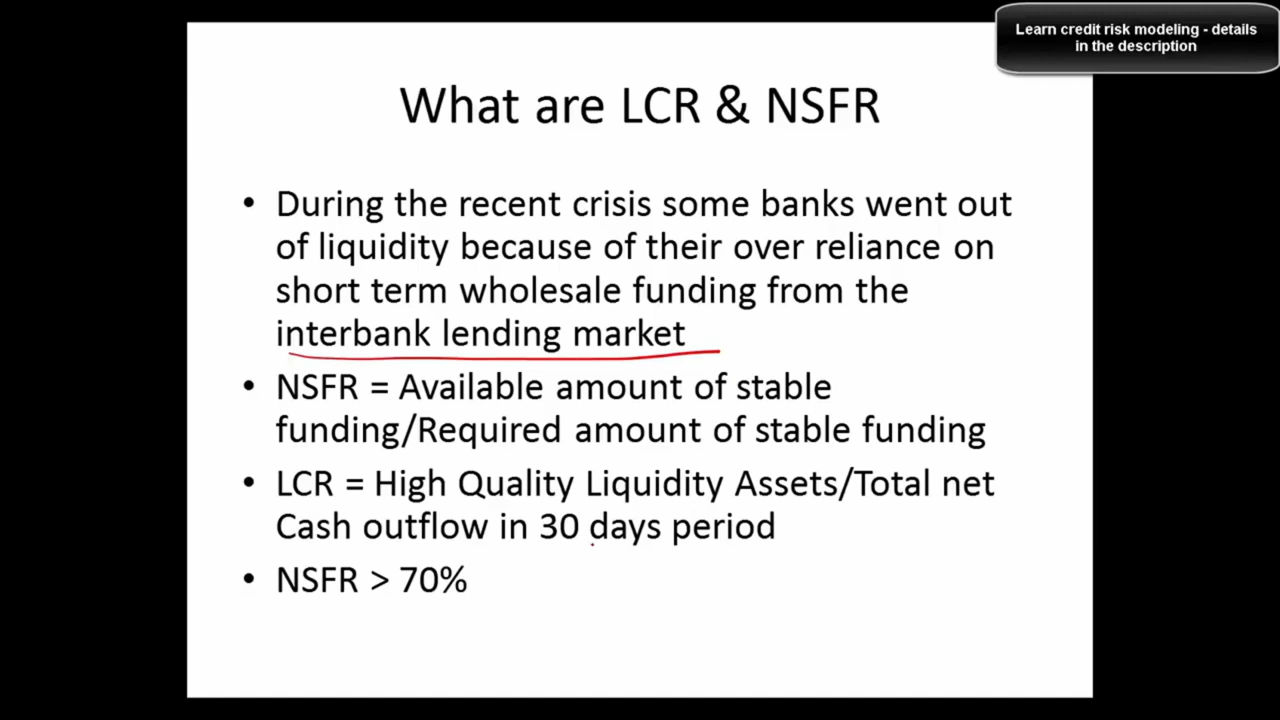 Learn credit risk modeling - details
in the description
What are LCR & NSFR
• During the recent crisis some banks went out
of liquidity because of their over reliance on
short term wholesale funding from the
interbank lending market
• NSFR = Available amount of stable
funding/Required amount of stable funding
• LCR = High Quality Liquidity Assets/Total net
Cash outflow in 30 days period
• NSFR > 70%